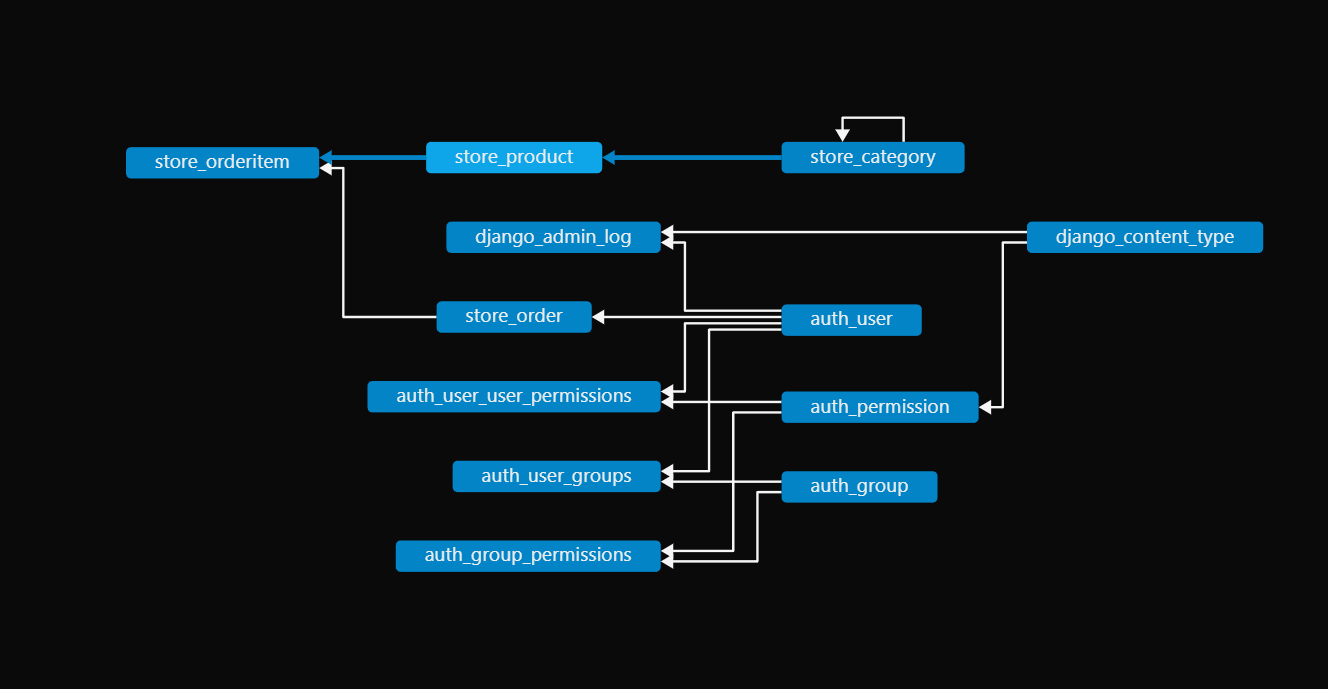 store_orderitem
store_product
store_category
django_admin_log
django_content_type
store_order
auth_user
auth_user_user_permissions
auth_permission
auth_user_groups
auth_group
auth_group_permissions